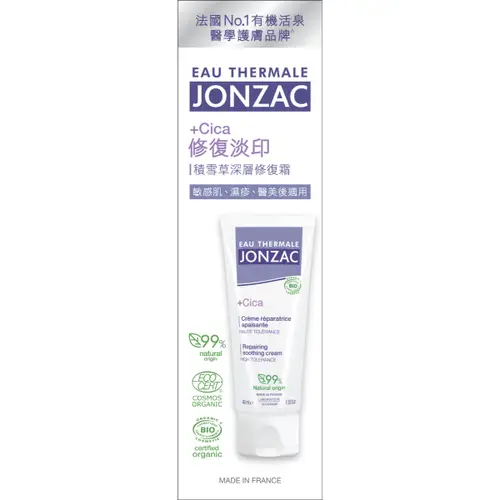 法國No.1有機活泉
醫學護膚品牌^
EAU THERMALE
JONZAC
+Cica
修復淡印
積雪草深層修復霜
敏感肌、濕疹、醫美後適用
EAU THERMALE
JONZAC
BIO
+Cica
Crème réparatrice
apaisante
HAUTE TOLÉRANCE
Repairing
soothing cream
HIGH TOLERANCE
99%
Natural origin
99%
natural
origin
ECO
CERT
COSMOS
ORGANIC
BIO
certified
organic
MADE IN FRANCE